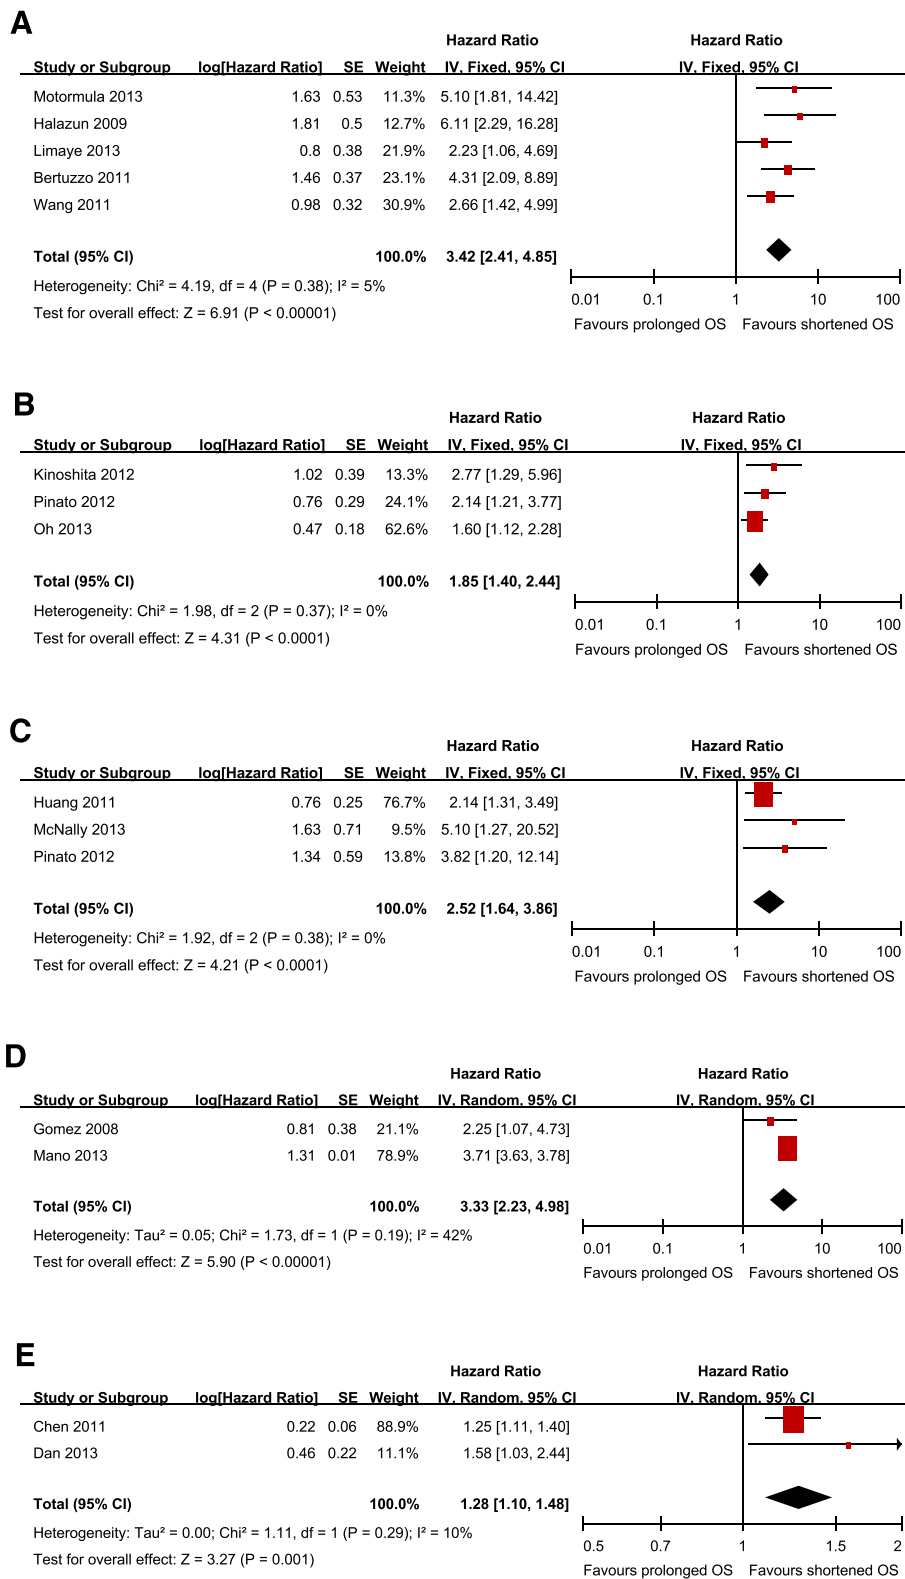 A
Hazard Ratio Hazard Ratio
Study or Subgroup log[Hazard Ratio] SE Weight IV, Fixed, 95% CI IV, Fixed, 95% CI
Motormula 2013 1.63 0.53 11.3% 5.10 [1.81, 14.42]
Halazun 2009 1.81 0.5 12.7% 6.11 [2.29, 16.28]
Limaye 2013 0.8 0.38 21.9% 2.23 [1.06, 4.69]
Bertuzzo 2011 1.46 0.37 23.1% 4.31 [2.09, 8.89]
Wang 2011 0.98 0.32 30.9% 2.66 [1.42, 4.99]
Total (95% CI) 100.0% 3.42 [2.41, 4.85]
Heterogeneity: Chi² = 4.19, df = 4 (P = 0.38); I² = 5%
Test for overall effect: Z = 6.91 (P < 0.00001)
0.01 0.1 1 10 100
Favours prolonged OS Favours shortened OS
B
Hazard Ratio Hazard Ratio
Study or Subgroup log[Hazard Ratio] SE Weight IV, Fixed, 95% CI IV, Fixed, 95% CI
Kinoshita 2012 1.02 0.39 13.3% 2.77 [1.29, 5.96]
Pinato 2012 0.76 0.29 24.1% 2.14 [1.21, 3.77]
Oh 2013 0.47 0.18 62.6% 1.60 [1.12, 2.28]
Total (95% CI) 100.0% 1.85 [1.40, 2.44]
Heterogeneity: Chi² = 1.98, df = 2 (P = 0.37); I² = 0%
Test for overall effect: Z = 4.31 (P < 0.0001)
0.01 0.1 1 10 100
Favours prolonged OS Favours shortened OS
C
Hazard Ratio Hazard Ratio
Study or Subgroup log[Hazard Ratio] SE Weight IV, Fixed, 95% CI IV, Fixed, 95% CI
Huang 2011 0.76 0.25 76.7% 2.14 [1.31, 3.49]
McNally 2013 1.63 0.71 9.5% 5.10 [1.27, 20.52]
Pinato 2012 1.34 0.59 13.8% 3.82 [1.20, 12.14]
Total (95% CI) 100.0% 2.52 [1.64, 3.86]
Heterogeneity: Chi² = 1.92, df = 2 (P = 0.38); I² = 0%
Test for overall effect: Z = 4.21 (P < 0.0001)
0.01 0.1 1 10 100
Favours prolonged OS Favours shortened OS
D
Hazard Ratio Hazard Ratio
Study or Subgroup log[Hazard Ratio] SE Weight IV, Random, 95% CI IV, Random, 95% CI
Gomez 2008 0.81 0.38 21.1% 2.25 [1.07, 4.73]
Mano 2013 1.31 0.01 78.9% 3.71 [3.63, 3.78]
Total (95% CI) 100.0% 3.33 [2.23, 4.98]
Heterogeneity: Tau² = 0.05; Chi² = 1.73, df = 1 (P = 0.19); I² = 42%
Test for overall effect: Z = 5.90 (P < 0.00001)
0.01 0.1 1 10 100
Favours prolonged OS Favours shortened OS
E
Hazard Ratio Hazard Ratio
Study or Subgroup log[Hazard Ratio] SE Weight IV, Random, 95% CI IV, Random, 95% CI
Chen 2011 0.22 0.06 88.9% 1.25 [1.11, 1.40]
Dan 2013 0.46 0.22 11.1% 1.58 [1.03, 2.44]
Total (95% CI) 100.0% 1.28 [1.10, 1.48]
Heterogeneity: Tau² = 0.00; Chi² = 1.11, df = 1 (P = 0.29); I² = 10%
Test for overall effect: Z = 3.27 (P = 0.001)
0.5 0.7 1 1.5 2
Favours prolonged OS Favours shortened OS